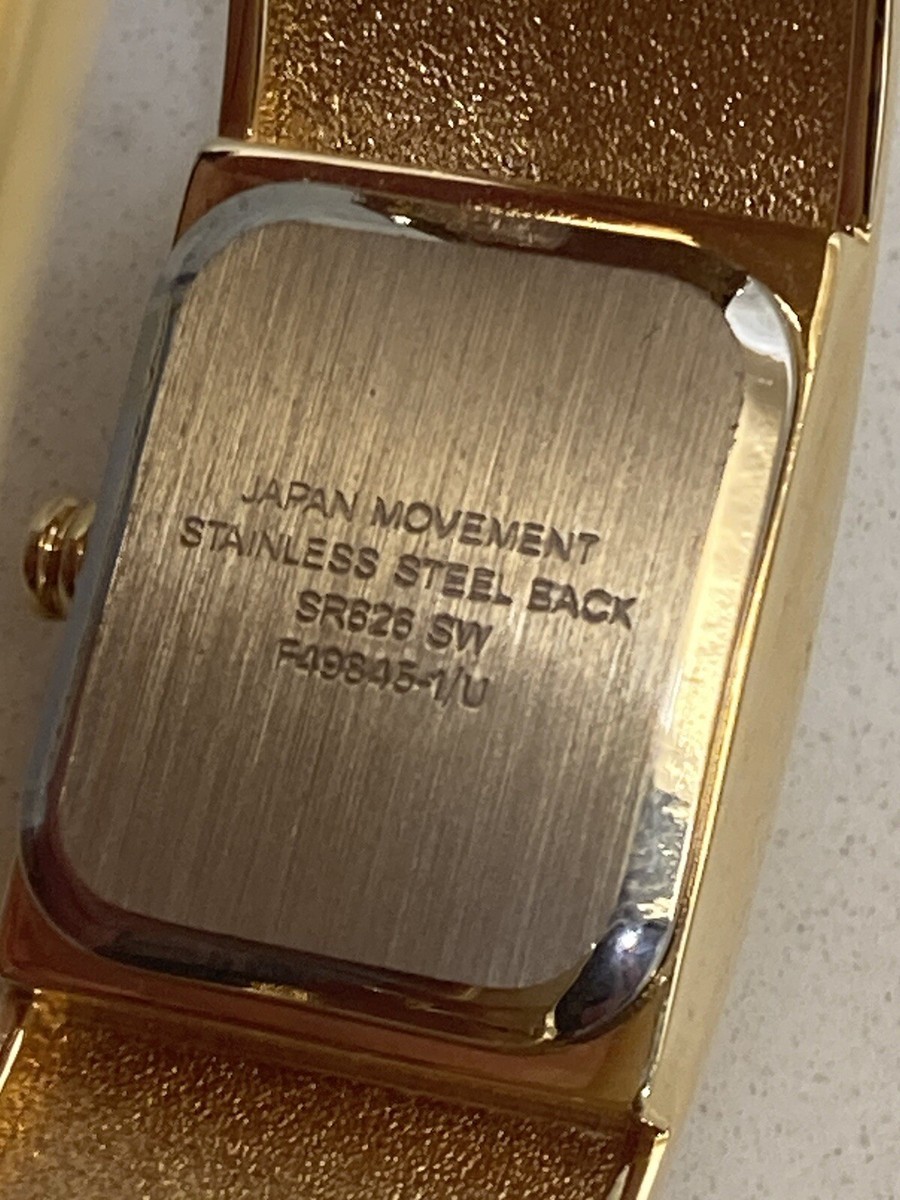 JAPAN MOVEMENT
STAINLESS STEEL BACK
SR626 SW
F49845-1/U